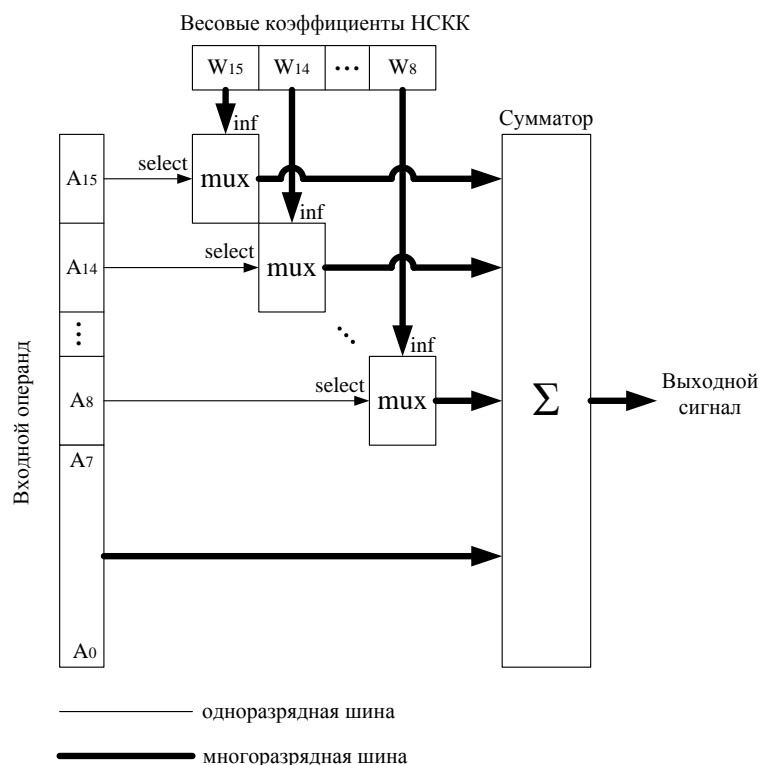 Весовые коэффициенты НСКК
W15 W14 ... W8
Сумматор
inf
A15 select mux
inf
A14 select mux
⋮ ⋱
inf
A8 select mux
Σ
Выходной
сигнал
Входной операнд
A7
A0
одноразрядная шина
многоразрядная шина